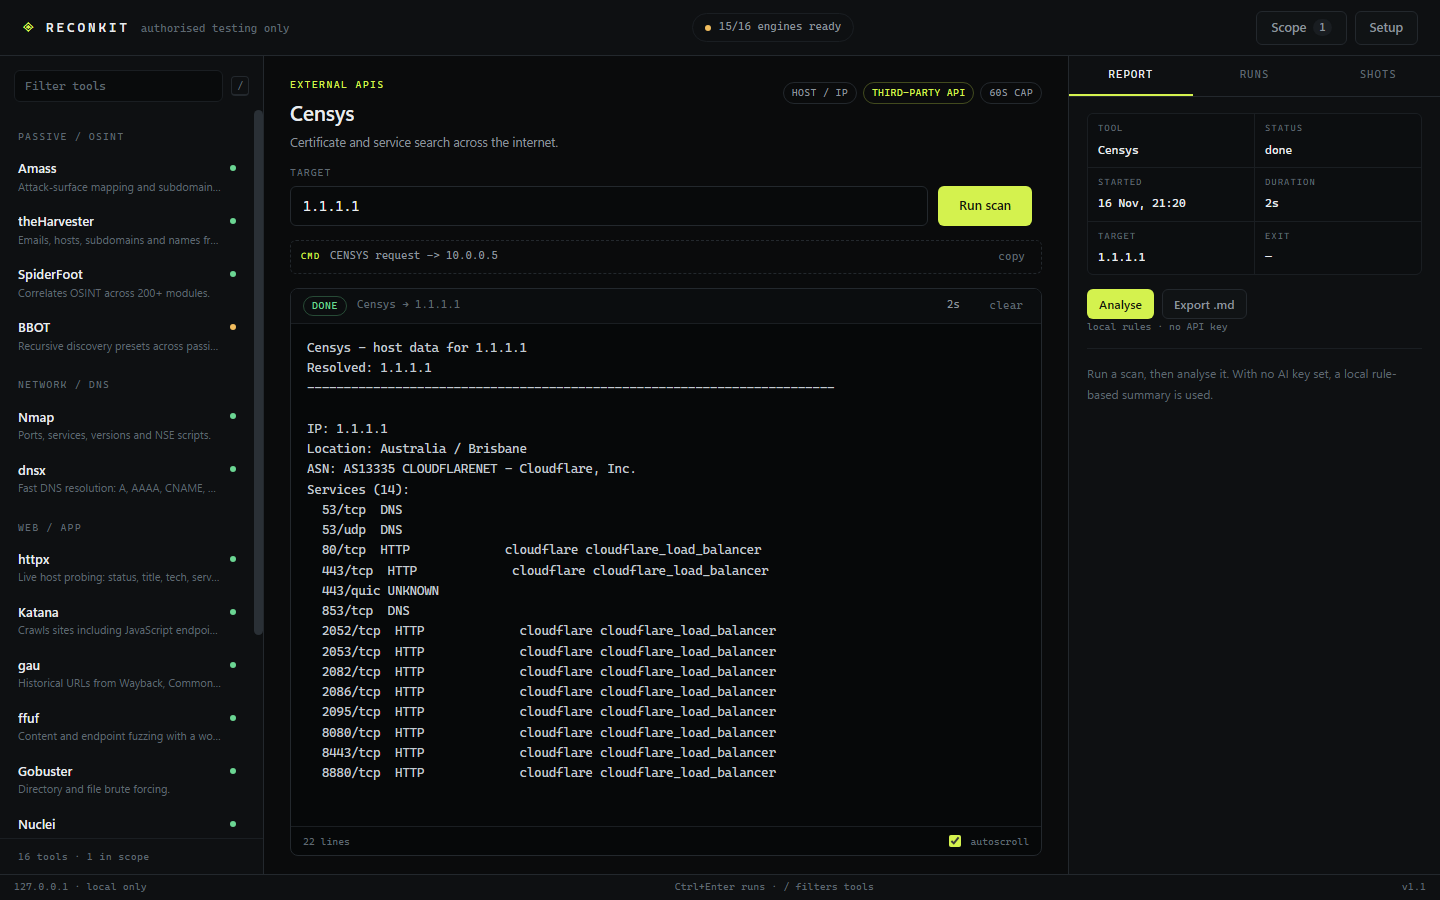 RECONKIT authorised testing only
15/16 engines ready
Scope 1
Setup
Filter tools /
PASSIVE / OSINT
Amass
Attack-surface mapping and subdomain...
theHarvester
Emails, hosts, subdomains and names fr...
SpiderFoot
Correlates OSINT across 200+ modules.
BBOT
Recursive discovery presets across passi...
NETWORK / DNS
Nmap
Ports, services, versions and NSE scripts.
dnsx
Fast DNS resolution: A, AAAA, CNAME, ...
WEB / APP
httpx
Live host probing: status, title, tech, serv...
Katana
Crawls sites including JavaScript endpoi...
gau
Historical URLs from Wayback, Common...
ffuf
Content and endpoint fuzzing with a wo...
Gobuster
Directory and file brute forcing.
Nuclei
16 tools · 1 in scope
EXTERNAL APIS
Censys
Certificate and service search across the internet.
HOST / IP THIRD-PARTY API 60S CAP
TARGET
1.1.1.1
Run scan
CMD CENSYS request -> 10.0.0.5 copy
DONE Censys → 1.1.1.1 2s clear
Censys — host data for 1.1.1.1
Resolved: 1.1.1.1
────────────────────────────────────────────────────────────────────────
IP: 1.1.1.1
Location: Australia / Brisbane
ASN: AS13335 CLOUDFLARENET — Cloudflare, Inc.
Services (14):
53/tcp DNS
53/udp DNS
80/tcp HTTP cloudflare cloudflare_load_balancer
443/tcp HTTP cloudflare cloudflare_load_balancer
443/quic UNKNOWN
853/tcp DNS
2052/tcp HTTP cloudflare cloudflare_load_balancer
2053/tcp HTTP cloudflare cloudflare_load_balancer
2082/tcp HTTP cloudflare cloudflare_load_balancer
2086/tcp HTTP cloudflare cloudflare_load_balancer
2095/tcp HTTP cloudflare cloudflare_load_balancer
8080/tcp HTTP cloudflare cloudflare_load_balancer
8443/tcp HTTP cloudflare cloudflare_load_balancer
8880/tcp HTTP cloudflare cloudflare_load_balancer
22 lines autoscroll
REPORT RUNS SHOTS
TOOL STATUS
Censys done
STARTED DURATION
16 Nov, 21:20 2s
TARGET EXIT
1.1.1.1 —
Analyse Export .md
local rules · no API key
Run a scan, then analyse it. With no AI key set, a local rule-
based summary is used.
127.0.0.1 · local only
Ctrl+Enter runs · / filters tools
v1.1